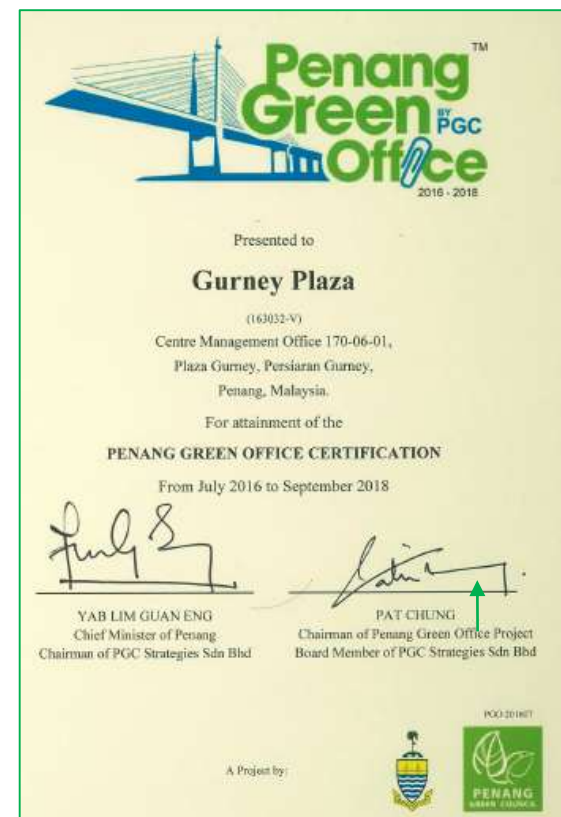 Penang™
Green BY PGC
Office
2016 - 2018
Presented to
Gurney Plaza
(163032-V)
Centre Management Office 170-06-01,
Plaza Gurney, Persiaran Gurney,
Penang, Malaysia.
For attainment of the
PENANG GREEN OFFICE CERTIFICATION
From July 2016 to September 2018
YAB LIM GUAN ENG
Chief Minister of Penang
Chairman of PGC Strategies Sdn Bhd
PAT CHUNG
Chairman of Penang Green Office Project
Board Member of PGC Strategies Sdn Bhd
A Project by:
PENANG
GREEN COUNCIL